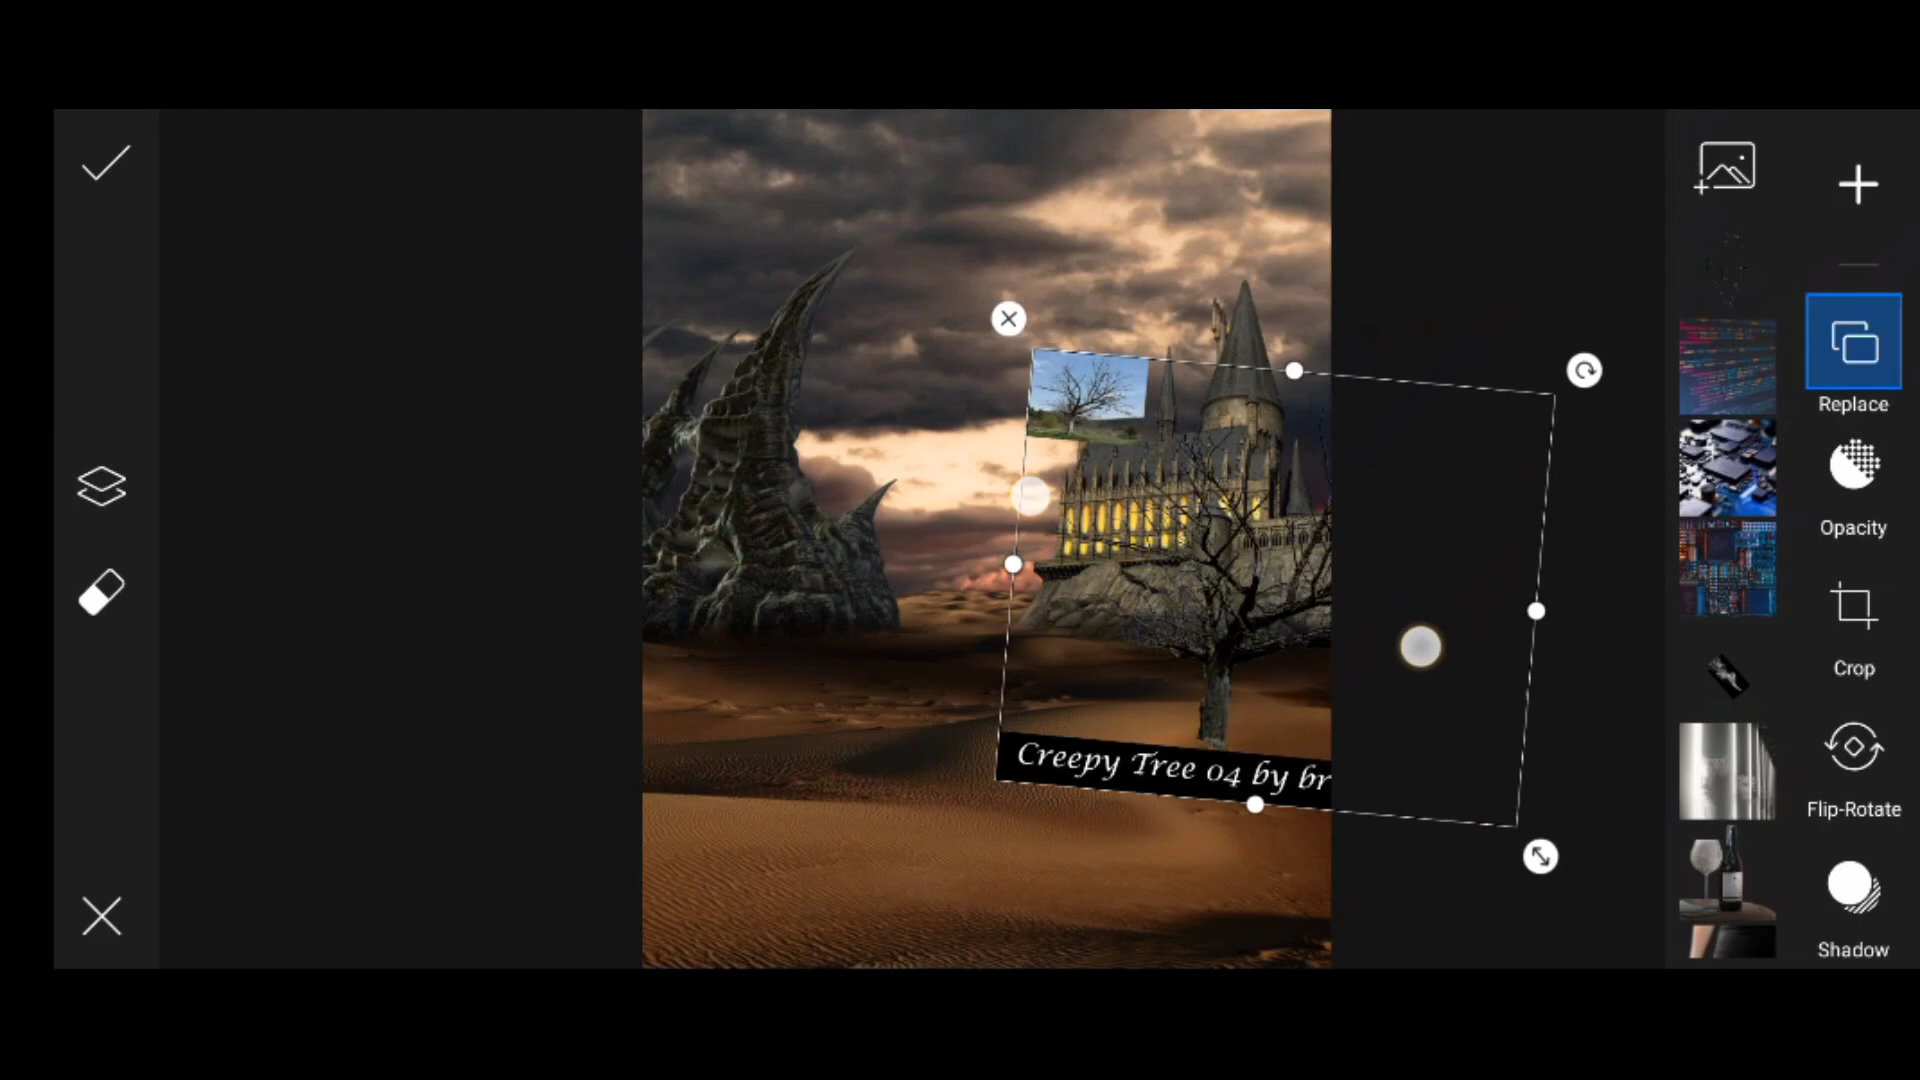 Replace
Opacity
Crop
Flip-Rotate
Shadow
Creepy Tree 04 by br